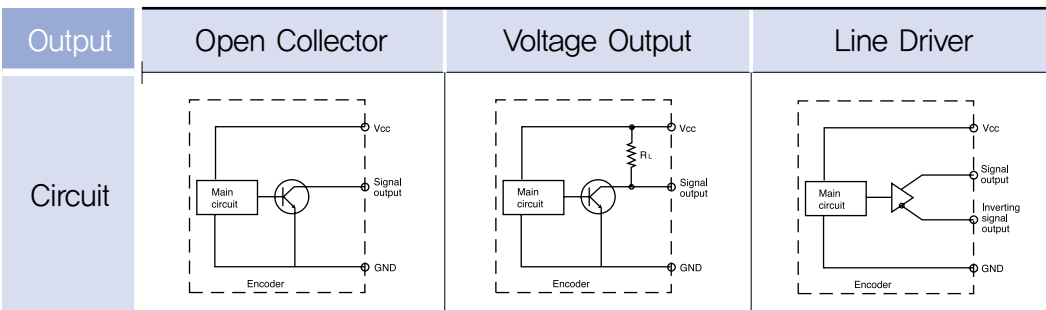 Output
Open Collector
Voltage Output
Line Driver
Circuit
Vcc
Main
circuit
Signal
output
GND
Encoder
Vcc
RL
Main
circuit
Signal
output
GND
Encoder
Vcc
Main
circuit
Signal
output
Inverting
signal
output
GND
Encoder